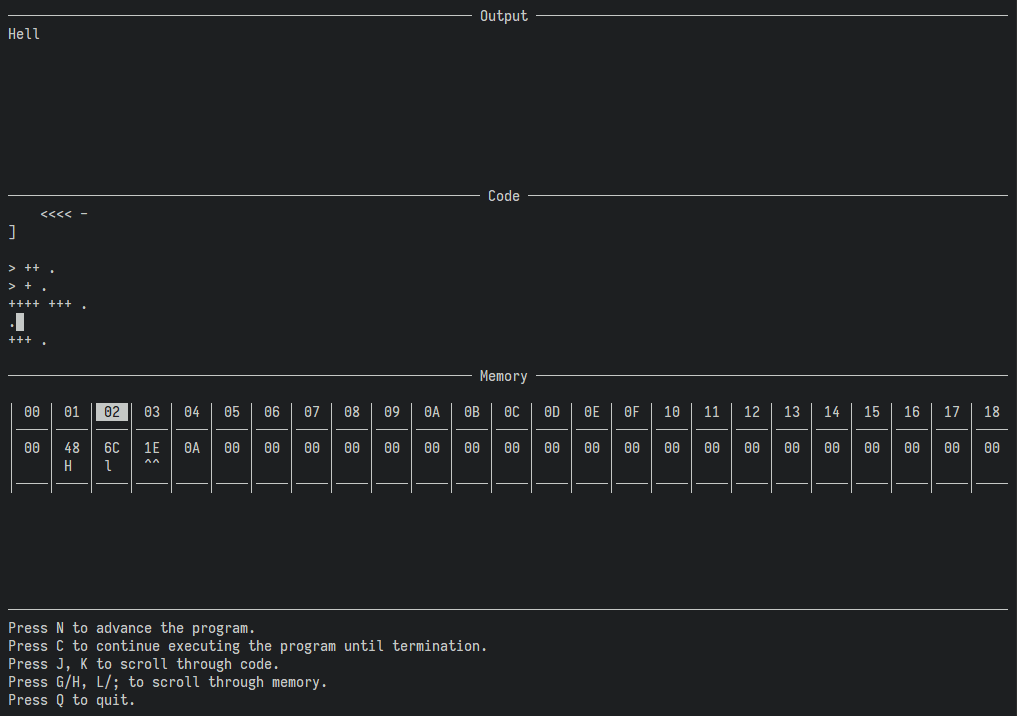 Output
Hell
Code
<<<< -
]
> ++ .
> + .
++++ +++ .
.
+++ .
Memory
00 01 02 03 04 05 06 07 08 09 0A 0B 0C 0D 0E 0F 10 11 12 13 14 15 16 17 18
00 48 6C 1E 0A 00 00 00 00 00 00 00 00 00 00 00 00 00 00 00 00 00 00 00 00
H l ^^
Press N to advance the program.
Press C to continue executing the program until termination.
Press J, K to scroll through code.
Press G/H, L/; to scroll through memory.
Press Q to quit.